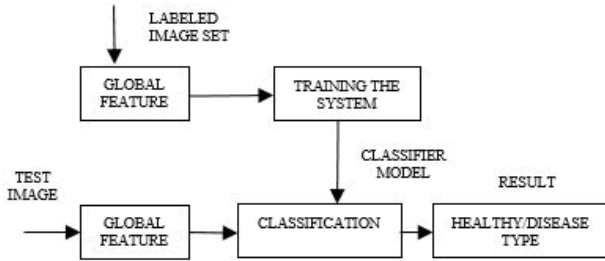 LABELED
IMAGE SET
GLOBAL
FEATURE
TRAINING THE
SYSTEM
CLASSIFIER
MODEL
TEST
IMAGE
RESULT
GLOBAL
FEATURE
CLASSIFICATION
HEALTHY/DISEASE
TYPE